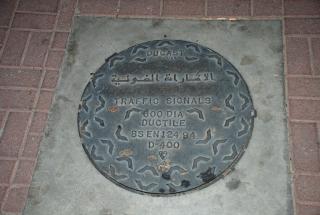 DUCAST
الاشارات الضوئية
TRAFFIC SIGNALS
600 DIA
DUCTILE
BS EN 124 94
D-400